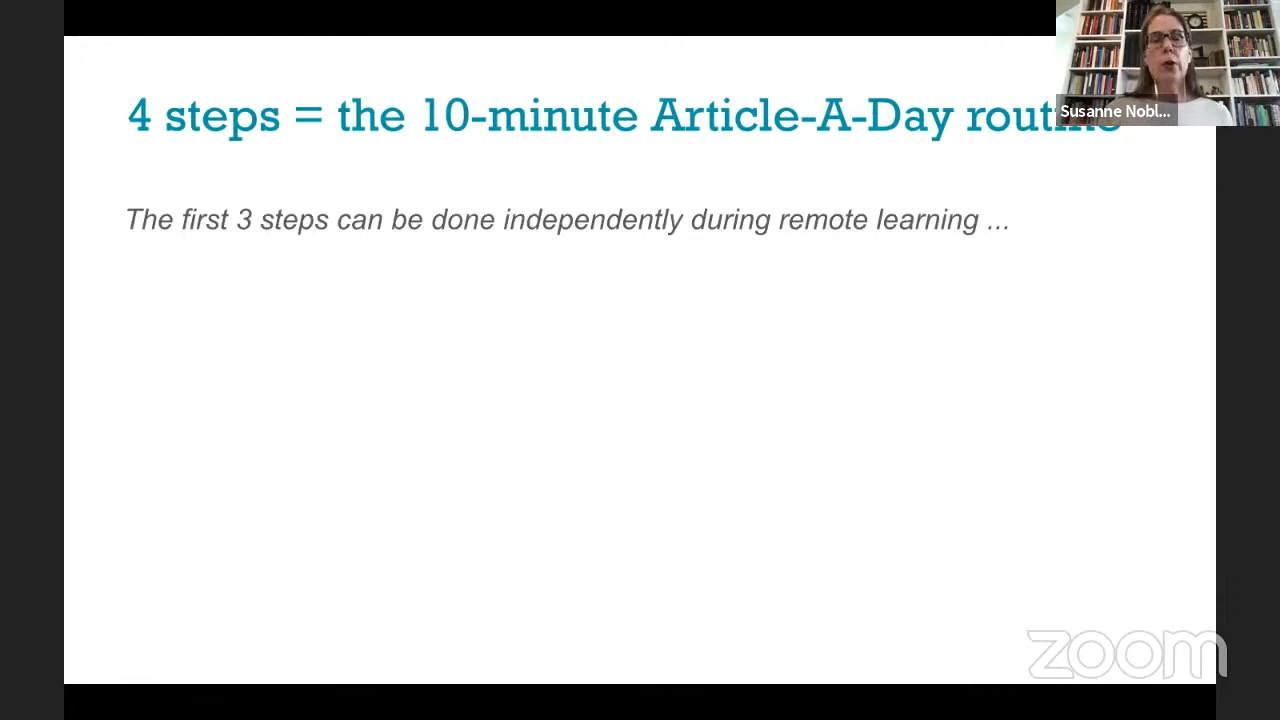 4 steps = the 10-minute Article-A-Day routine
Susanne Nobl...
The first 3 steps can be done independently during remote learning ...
zoom